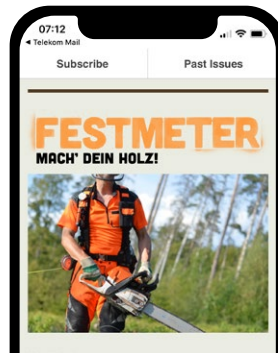 07:12
◀ Telekom Mail
Subscribe
Past Issues
FESTMETER
MACH' DEIN HOLZ!